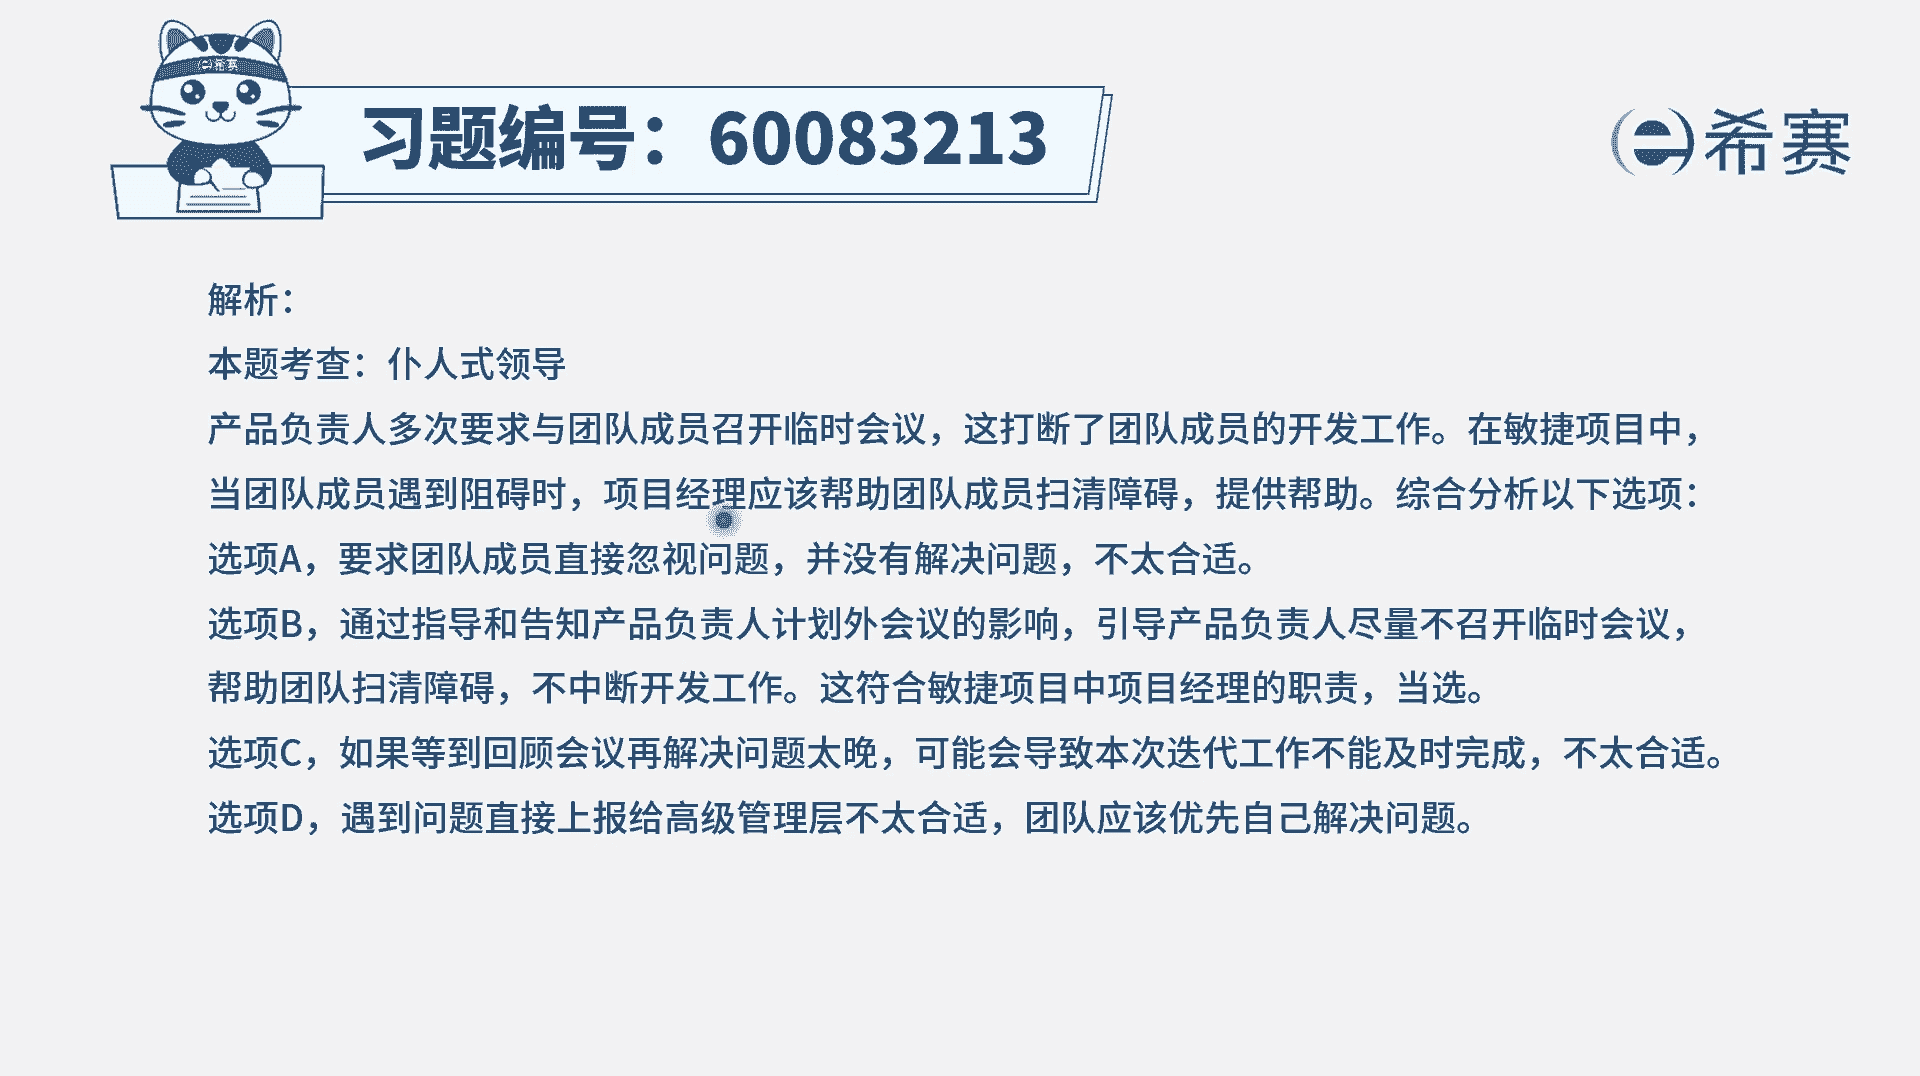 希赛
习题编号：60083213
希赛
解析：
本题考查：仆人式领导
产品负责人多次要求与团队成员召开临时会议，这打断了团队成员的开发工作。在敏捷项目中，
当团队成员遇到阻碍时，项目经理应该帮助团队成员扫清障碍，提供帮助。综合分析以下选项：
选项A，要求团队成员直接忽视问题，并没有解决问题，不太合适。
选项B，通过指导和告知产品负责人计划外会议的影响，引导产品负责人尽量不召开临时会议，
帮助团队扫清障碍，不中断开发工作。这符合敏捷项目中项目经理的职责，当选。
选项C，如果等到回顾会议再解决问题太晚，可能会导致本次迭代工作不能及时完成，不太合适。
选项D，遇到问题直接上报给高级管理层不太合适，团队应该优先自己解决问题。